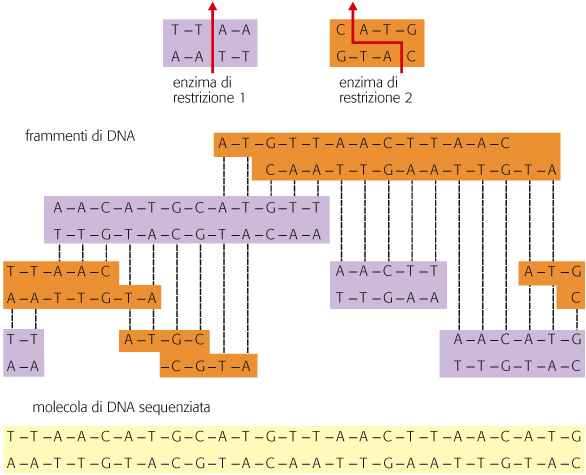 T–T A–A
A–A T–T
enzima di
restrizione 1
C A–T–G
G–T–A C
enzima di
restrizione 2
frammenti di DNA
A–T–G–T–T–A–A–C–T–T–A–A–C
C–A–A–T–T–G–A–A–T–T–G–T–A
A–A–C–A–T–G–C–A–T–G–T–T
T–T–G–T–A–C–G–T–A–C–A–A
T–T–A–A–C
A–A–T–T–G–T–A
A–A–C–T–T
T–T–G–A–A
A–T–G
C
T–T
A–A
A–T–G–C
–C–G–T–A
A–A–C–A–T–G
T–T–G–T–A–C
molecola di DNA sequenziata
T–T–A–A–C–A–T–G–C–A–T–G–T–T–A–A–C–T–T–A–A–C–A–T–G
A–A–T–T–G–T–A–C–G–T–A–C–A–A–T–T–G–A–A–T–T–G–T–A–C